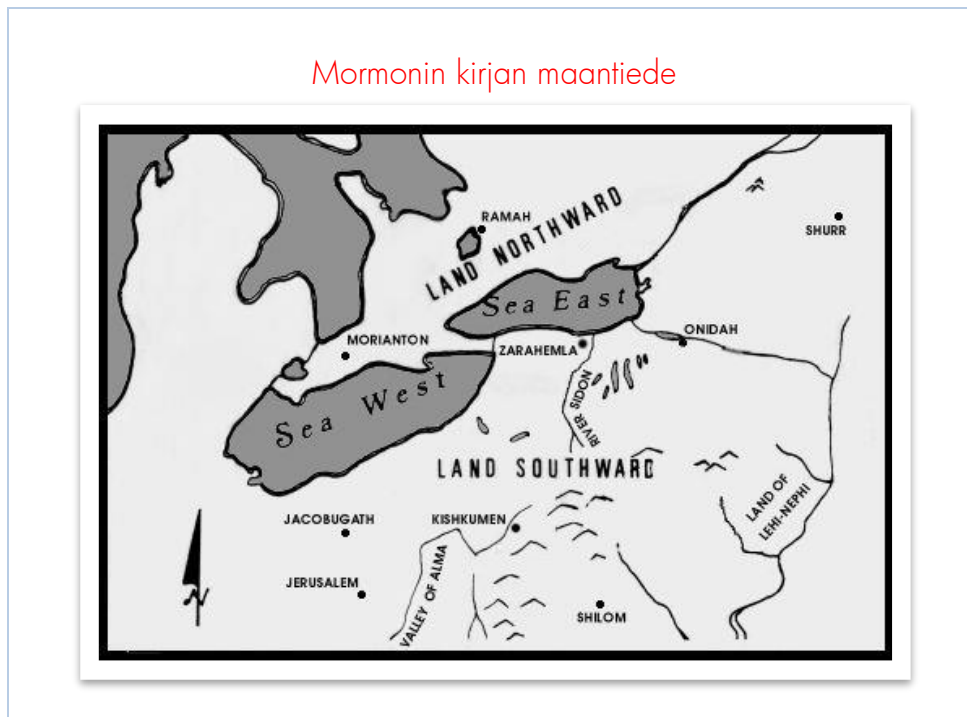 Mormonin kirjan maantiede
RAMAH
LAND NORTHWARD
SHURR
Sea East
ONIDAH
MORIANTON
ZARAHEMLA
Sea West
RIVER SIDON
LAND SOUTHWARD
LAND OF
LEHI-NEPHI
JACOBUGATH
KISHKUMEN
VALLEY OF ALMA
JERUSALEM
SHILOM
N